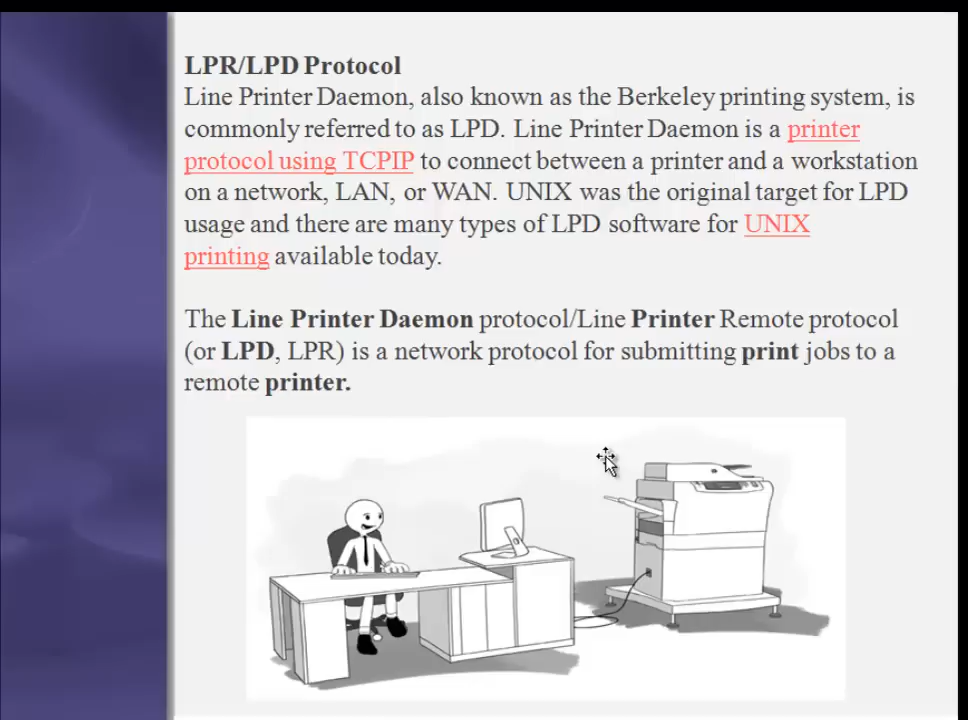 LPR/LPD Protocol
Line Printer Daemon, also known as the Berkeley printing system, is
commonly referred to as LPD. Line Printer Daemon is a printer
protocol using TCPIP to connect between a printer and a workstation
on a network, LAN, or WAN. UNIX was the original target for LPD
usage and there are many types of LPD software for UNIX
printing available today.
The Line Printer Daemon protocol/Line Printer Remote protocol
(or LPD, LPR) is a network protocol for submitting print jobs to a
remote printer.